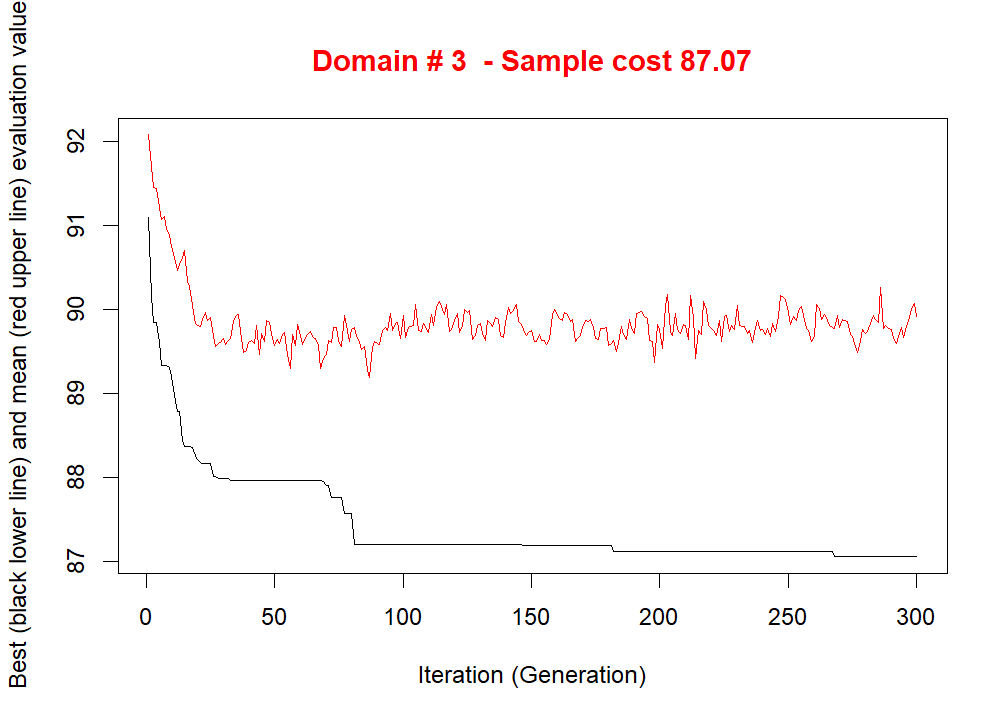 Domain # 3  - Sample cost 87.07
Best (black lower line) and mean (red upper line) evaluation value
92
91
90
89
88
87
0 50 100 150 200 250 300
Iteration (Generation)